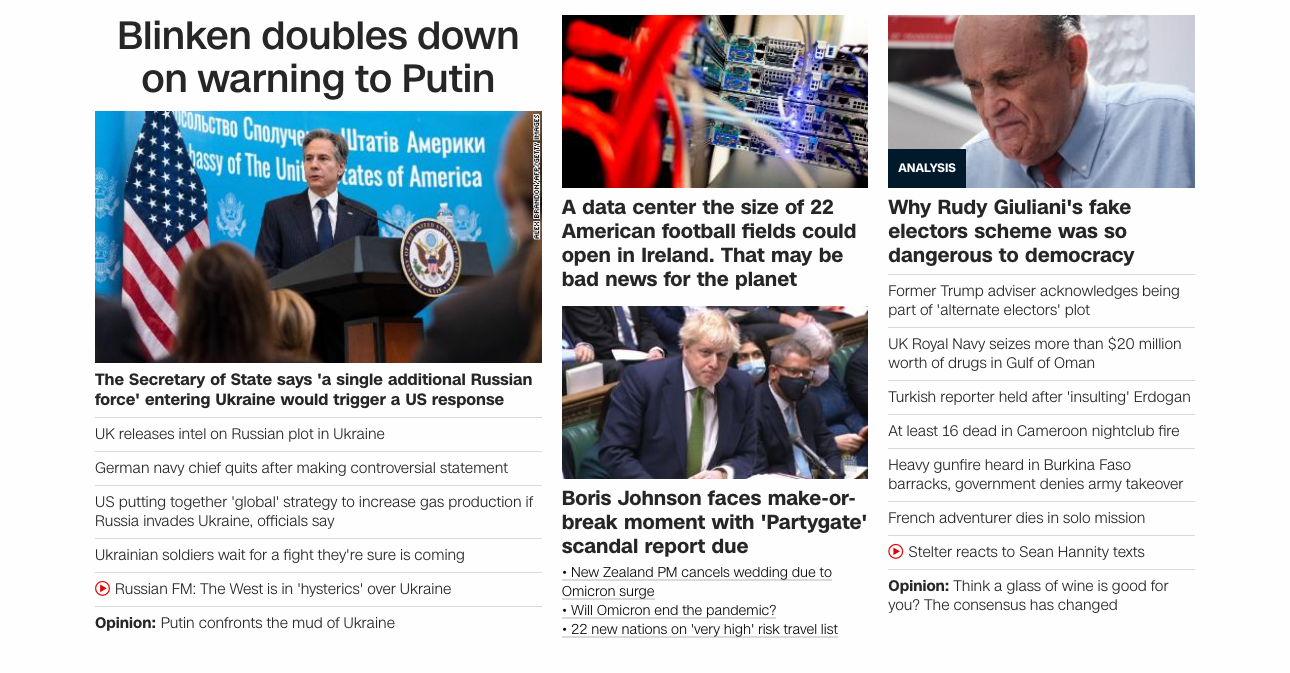 Blinken doubles down
on warning to Putin
сольство Сполуче Штатів Америки
bassy of The Unit tates of America
ALEX BRANDON/AFP/GETTY IMAGES
The Secretary of State says 'a single additional Russian
force' entering Ukraine would trigger a US response
UK releases intel on Russian plot in Ukraine
German navy chief quits after making controversial statement
US putting together 'global' strategy to increase gas production if
Russia invades Ukraine, officials say
Ukrainian soldiers wait for a fight they're sure is coming
Russian FM: The West is in 'hysterics' over Ukraine
Opinion: Putin confronts the mud of Ukraine
A data center the size of 22
American football fields could
open in Ireland. That may be
bad news for the planet
Boris Johnson faces make-or-
break moment with 'Partygate'
scandal report due
• New Zealand PM cancels wedding due to
Omicron surge
• Will Omicron end the pandemic?
• 22 new nations on 'very high' risk travel list
ANALYSIS
Why Rudy Giuliani's fake
electors scheme was so
dangerous to democracy
Former Trump adviser acknowledges being
part of 'alternate electors' plot
UK Royal Navy seizes more than $20 million
worth of drugs in Gulf of Oman
Turkish reporter held after 'insulting' Erdogan
At least 16 dead in Cameroon nightclub fire
Heavy gunfire heard in Burkina Faso
barracks, government denies army takeover
French adventurer dies in solo mission
Stelter reacts to Sean Hannity texts
Opinion: Think a glass of wine is good for
you? The consensus has changed